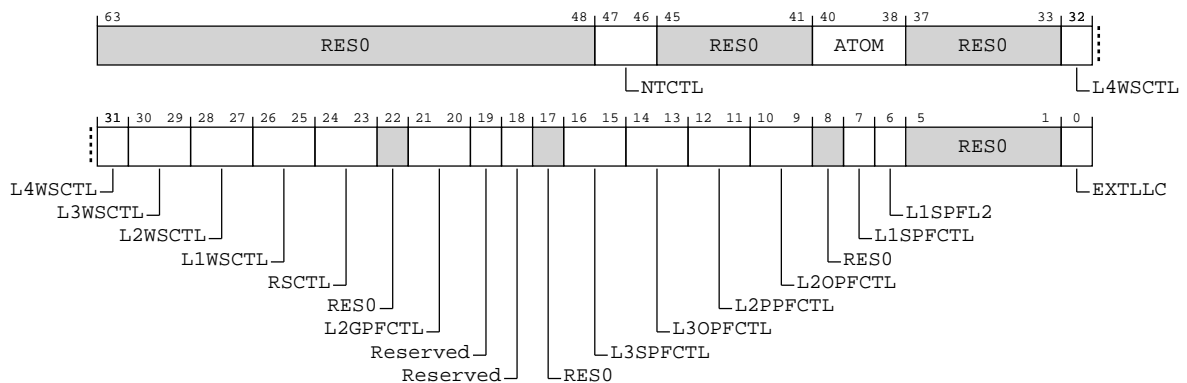 63 48 47 46 45 41 40 38 37 33 32
RES0 RES0 ATOM RES0
NTCTL L4WSCTL
31 30 29 28 27 26 25 24 23 22 21 20 19 18 17 16 15 14 13 12 11 10 9 8 7 6 5 1 0
RES0
L4WSCTL EXTLLC
L3WSCTL L1SPFL2
L2WSCTL L1SPFCTL
L1WSCTL RES0
RSCTL L2OPFCTL
RES0 L2PPFCTL
L2GPFCTL L3OPFCTL
Reserved L3SPFCTL
Reserved RES0